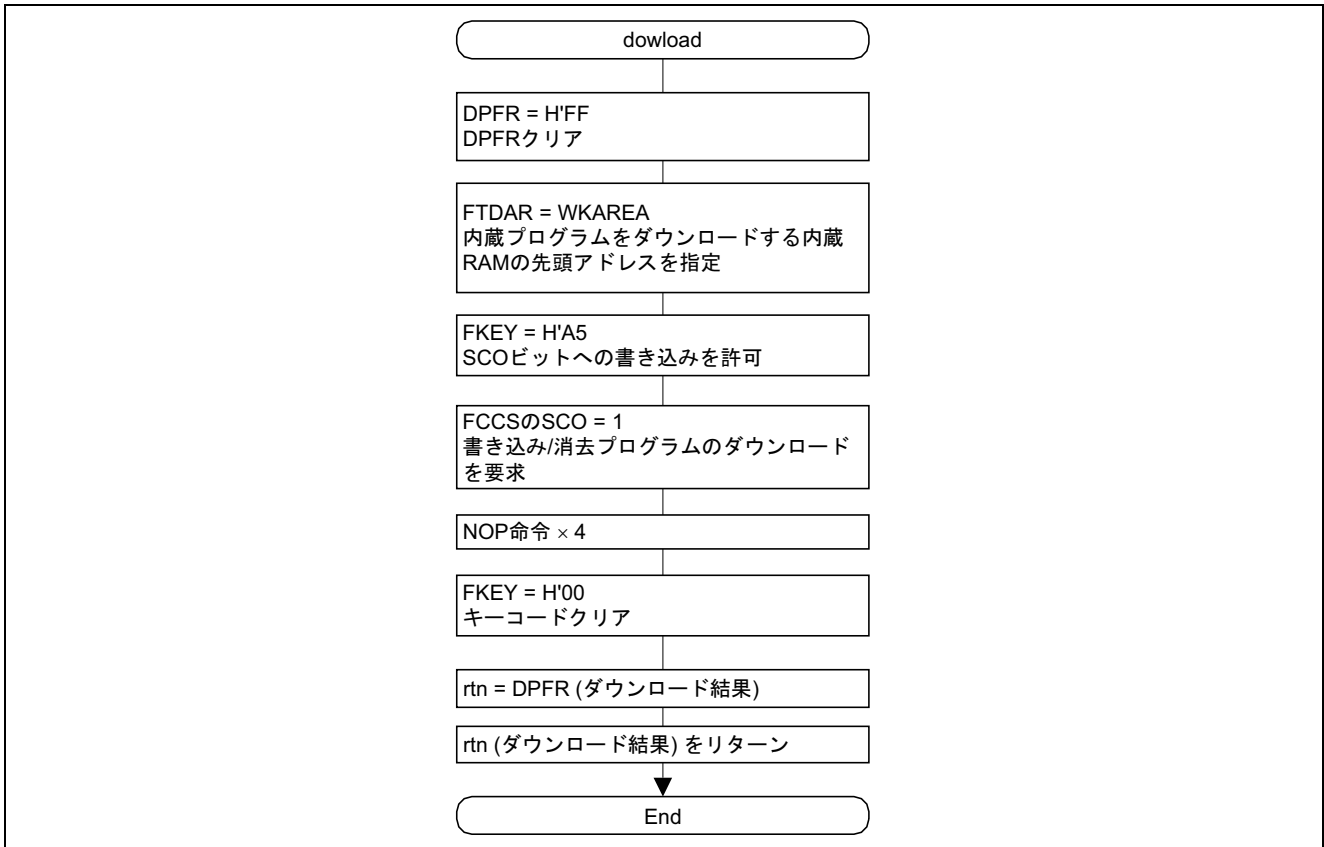 dowload
DPFR = H'FF
DPFRクリア
FTDAR = WKAREA
内蔵プログラムをダウンロードする内蔵
RAMの先頭アドレスを指定
FKEY = H'A5
SCOビットへの書き込みを許可
FCCSのSCO = 1
書き込み/消去プログラムのダウンロード
を要求
NOP命令 × 4
FKEY = H'00
キーコードクリア
rtn = DPFR (ダウンロード結果)
rtn (ダウンロード結果) をリターン
End